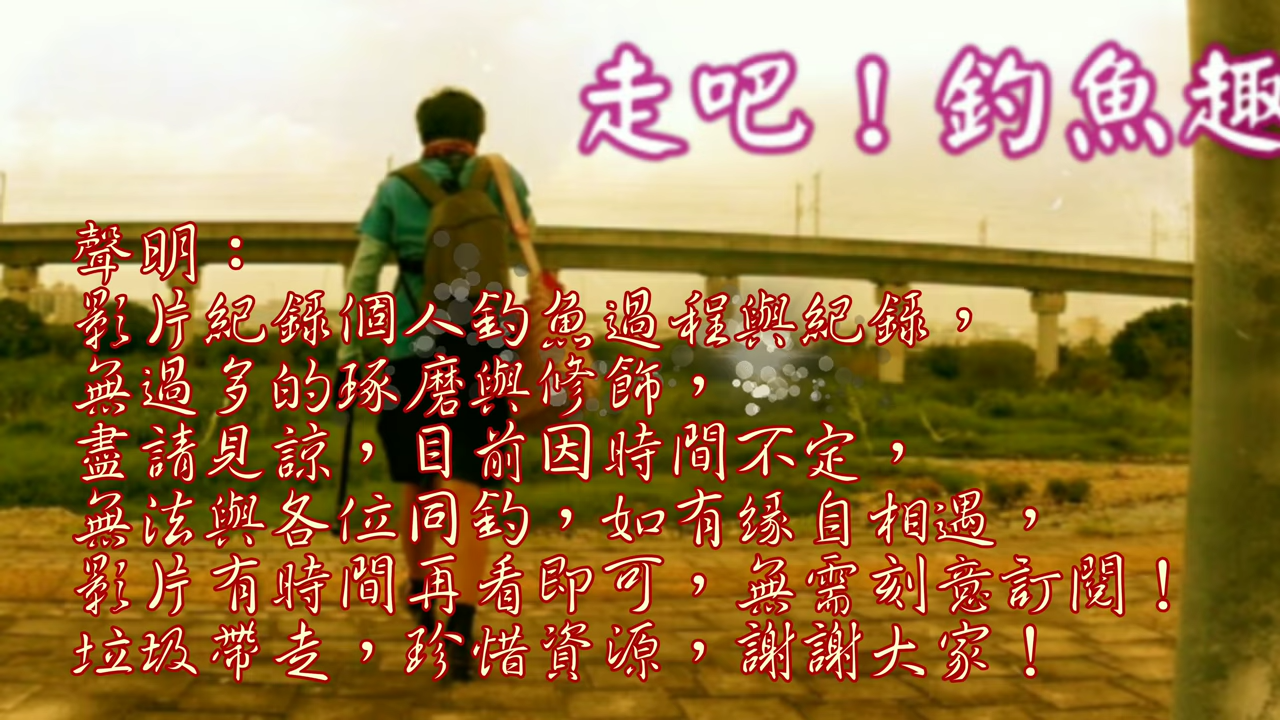 走吧！釣魚趣
聲明：
影片紀錄個人釣魚過程與紀錄，
無過多的琢磨與修飾，
盡請見諒，目前因時間不定，
無法與各位同釣，如有緣自相遇，
影片有時間再看即可，無需刻意訂閱！
垃圾帶走，珍惜資源，謝謝大家！